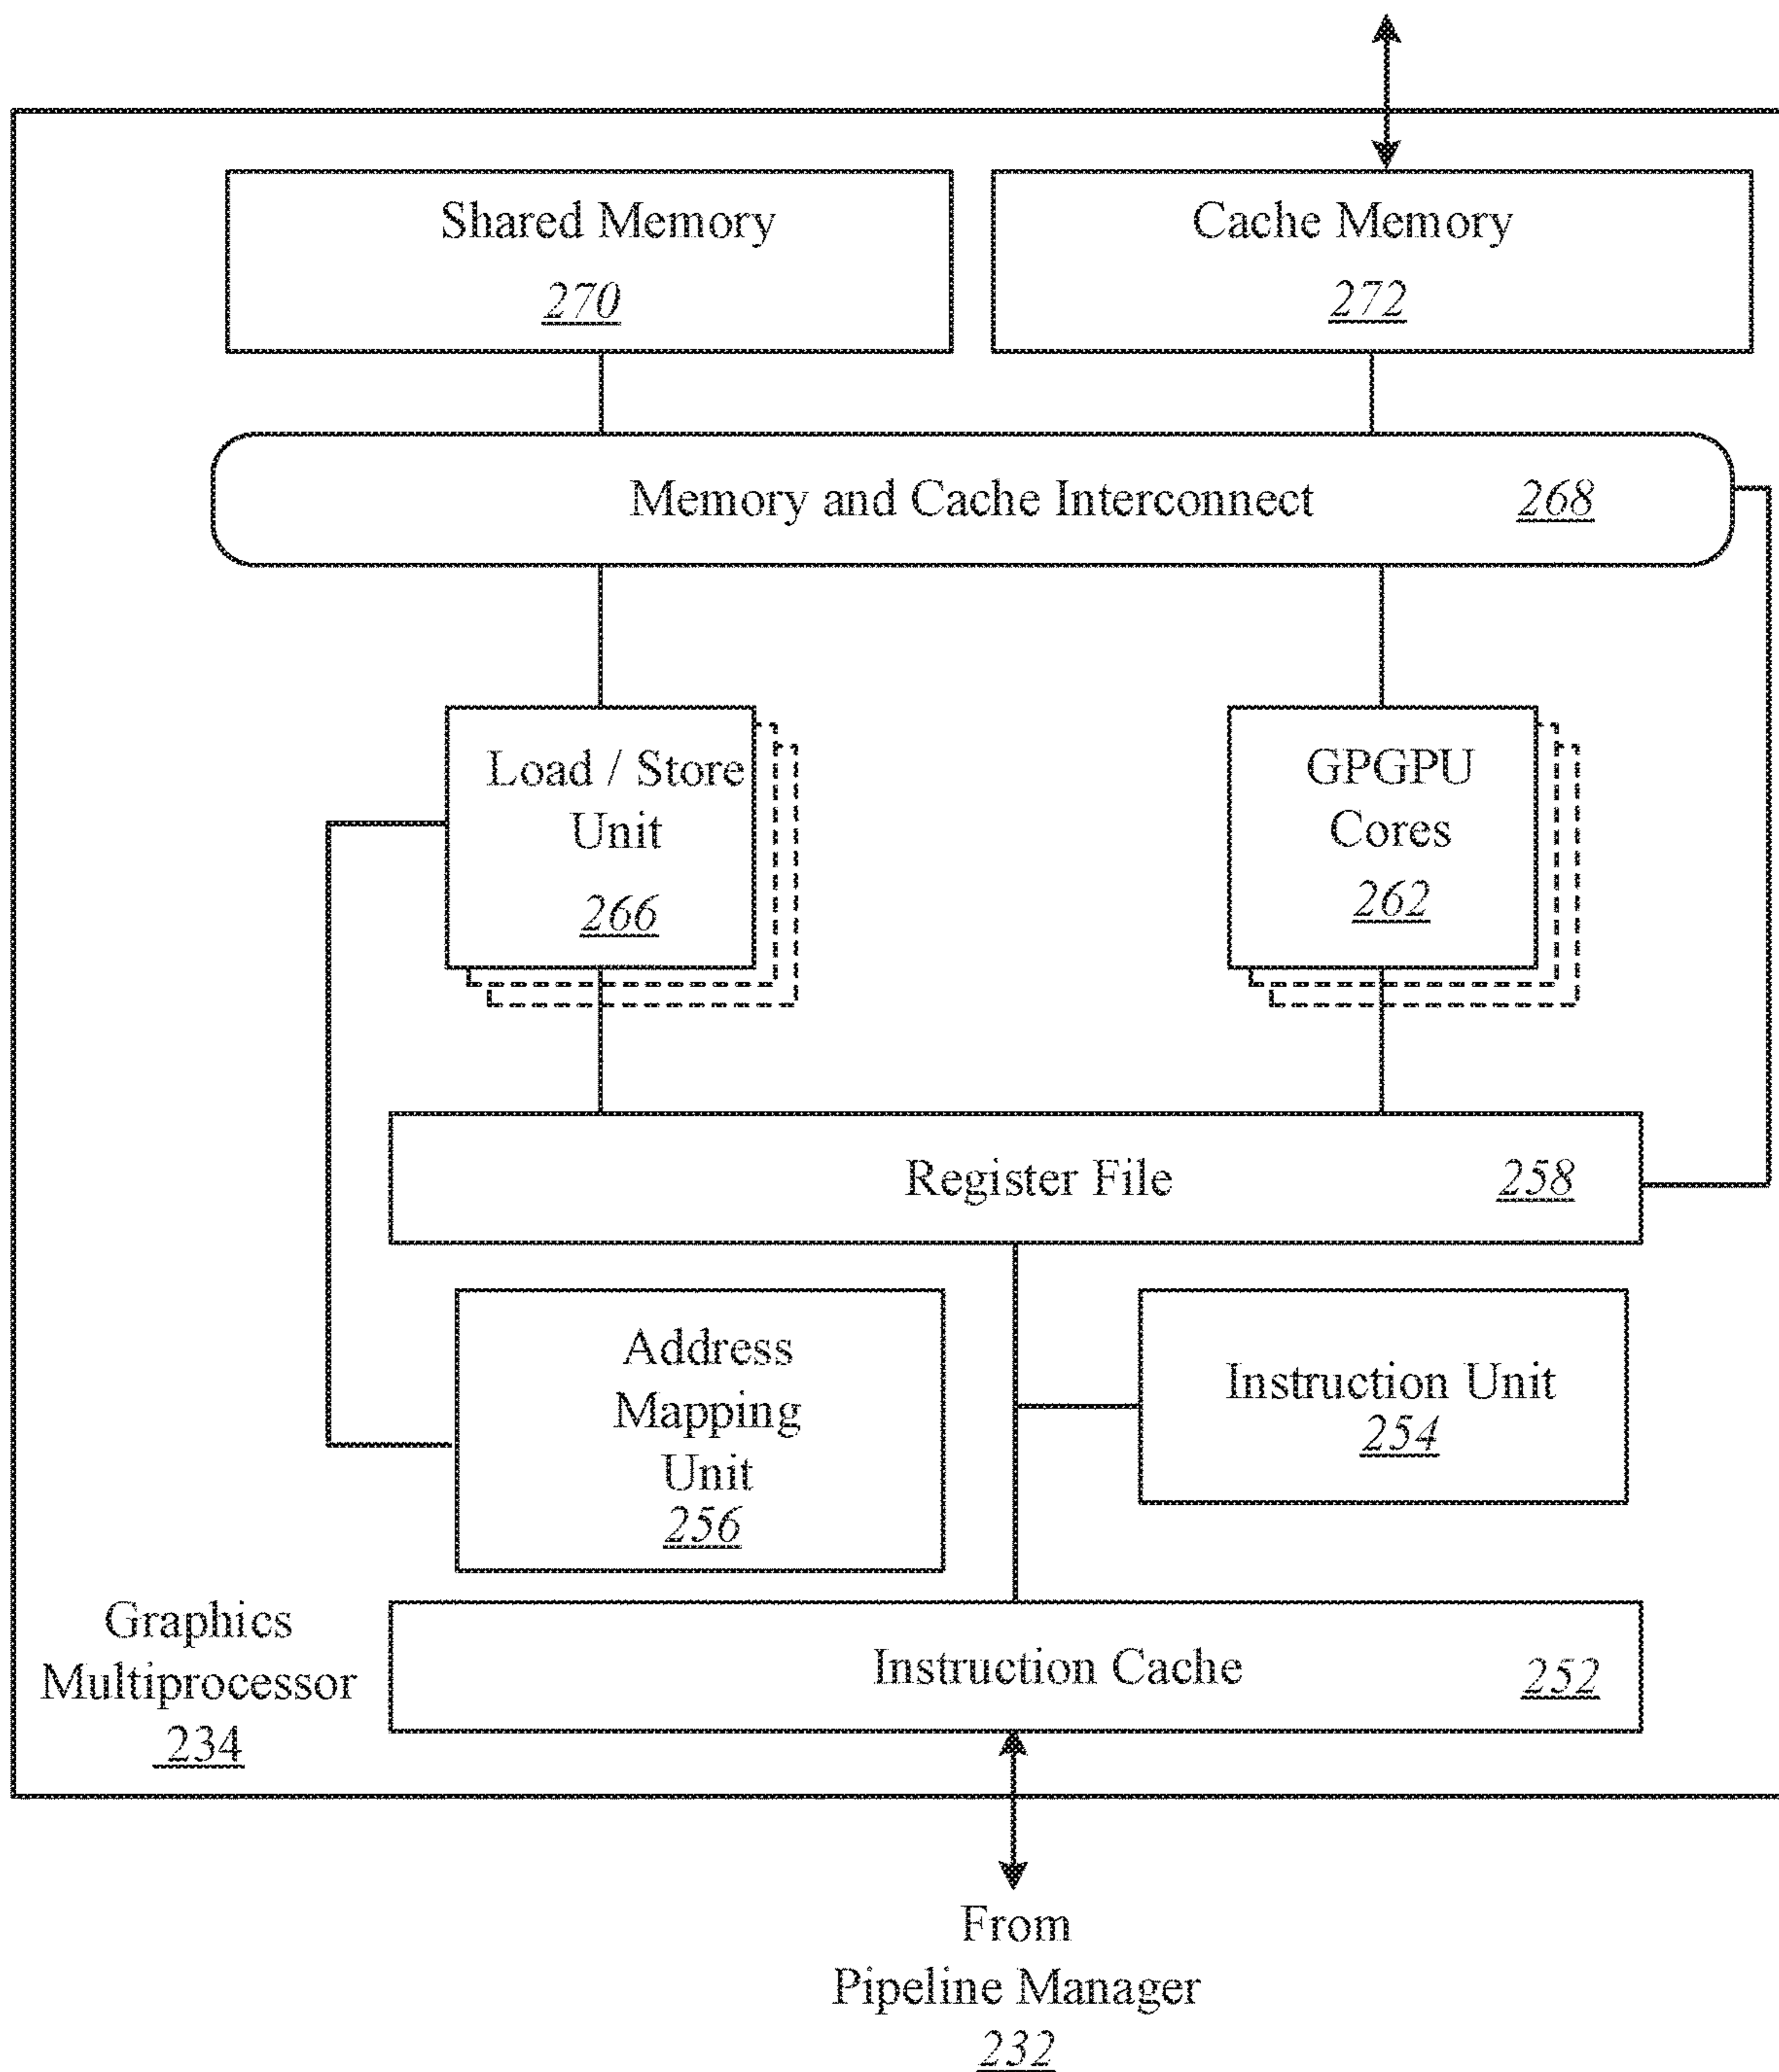 Shared Memory
270
Cache Memory
272
Memory and Cache Interconnect 268
Load / Store
Unit
266
GPGPU
Cores
262
Register File 258
Address
Mapping
Unit
256
Instruction Unit
254
Graphics
Multiprocessor
234
Instruction Cache 252
From
Pipeline Manager
232